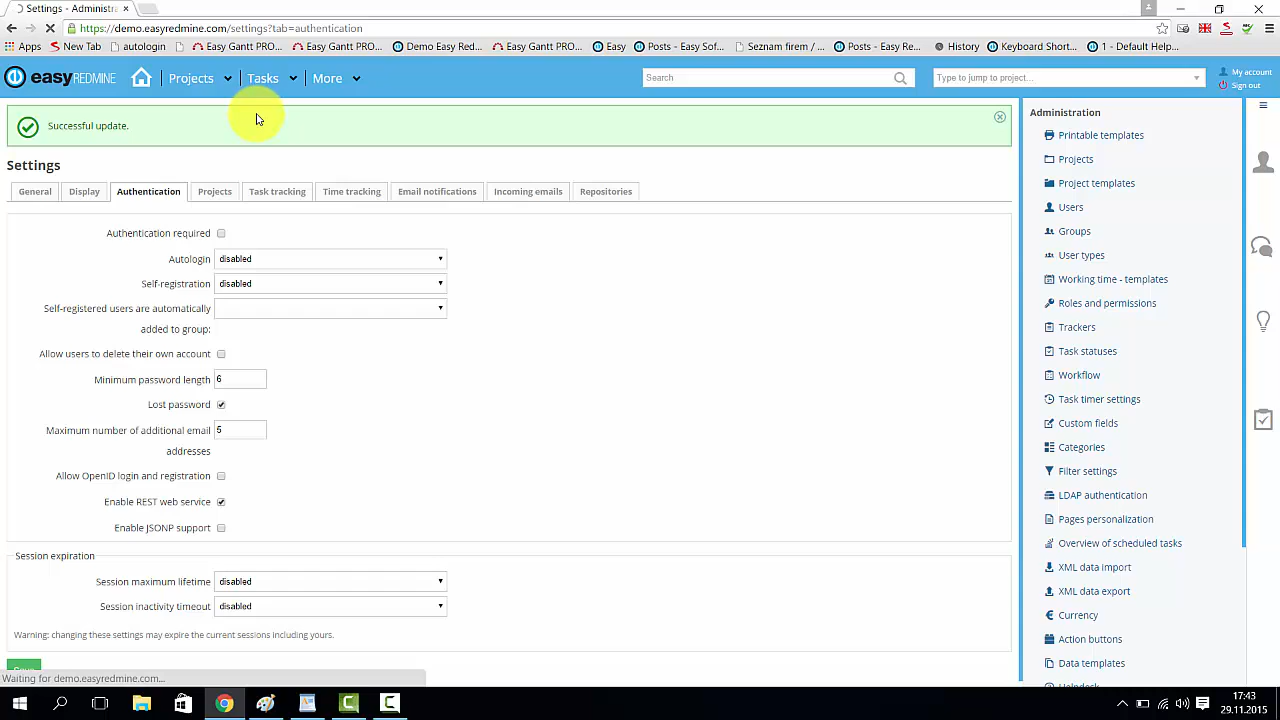 Settings - Administra
https://demo.easyredmine.com/settings?tab=authentication
Apps New Tab autologin Easy Gantt PRO... Easy Gantt PRO... Demo Easy Red... Easy Gantt PRO... Easy Posts - Easy Gef... Seznam firem /... Posts - Easy Re... History Keyboard Short... 1 - Default Help...
easyREDMINE Projects Tasks More Search Type to jump to project... My account
Sign out
Successful update.
Settings
General Display Authentication Projects Task tracking Time tracking Email notifications Incoming emails Repositories
Authentication required
Autologin disabled
Self-registration disabled
Self-registered users are automatically
added to group:
Allow users to delete their own account
Minimum password length 6
Lost password
Maximum number of additional email 5
addresses
Allow OpenID login and registration
Enable REST web service
Enable JSONP support
Session expiration
Session maximum lifetime disabled
Session inactivity timeout disabled
Warning: changing these settings may expire the current sessions including yours.
Save
Waiting for demo.easyredmine.com...
Administration
Printable templates
Projects
Project templates
Users
Groups
User types
Working time - templates
Roles and permissions
Trackers
Task statuses
Workflow
Task timer settings
Custom fields
Categories
Filter settings
LDAP authentication
Pages personalization
Overview of scheduled tasks
XML data import
XML data export
Currency
Action buttons
Data templates
Helpdesk
17:43
29.11.2015